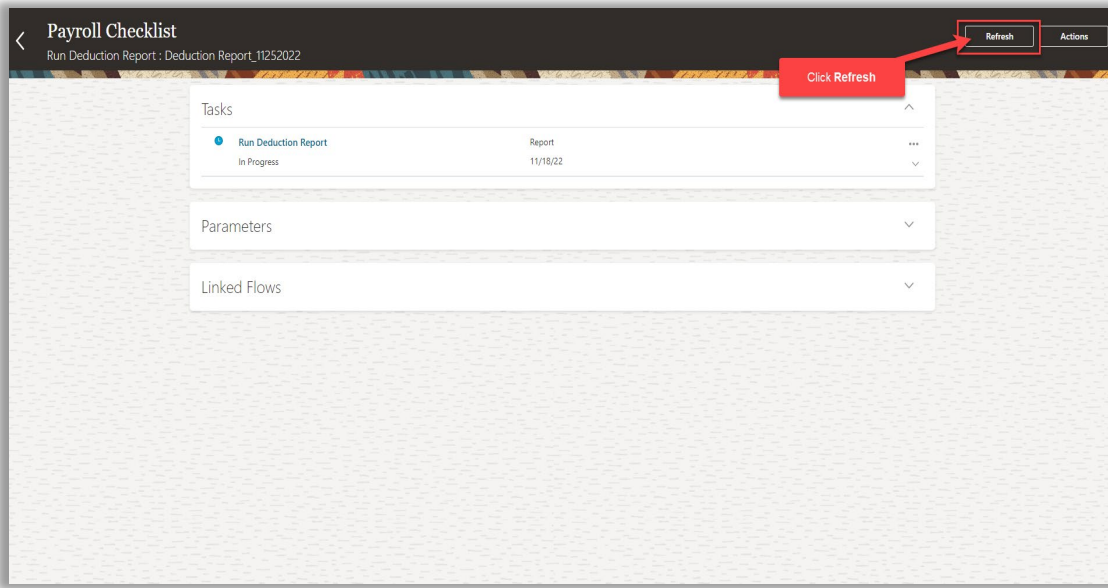 Payroll Checklist
Run Deduction Report : Deduction Report_11252022
Refresh
Actions
Click Refresh
Tasks
Run Deduction Report
Report
In Progress
11/18/22
Parameters
Linked Flows